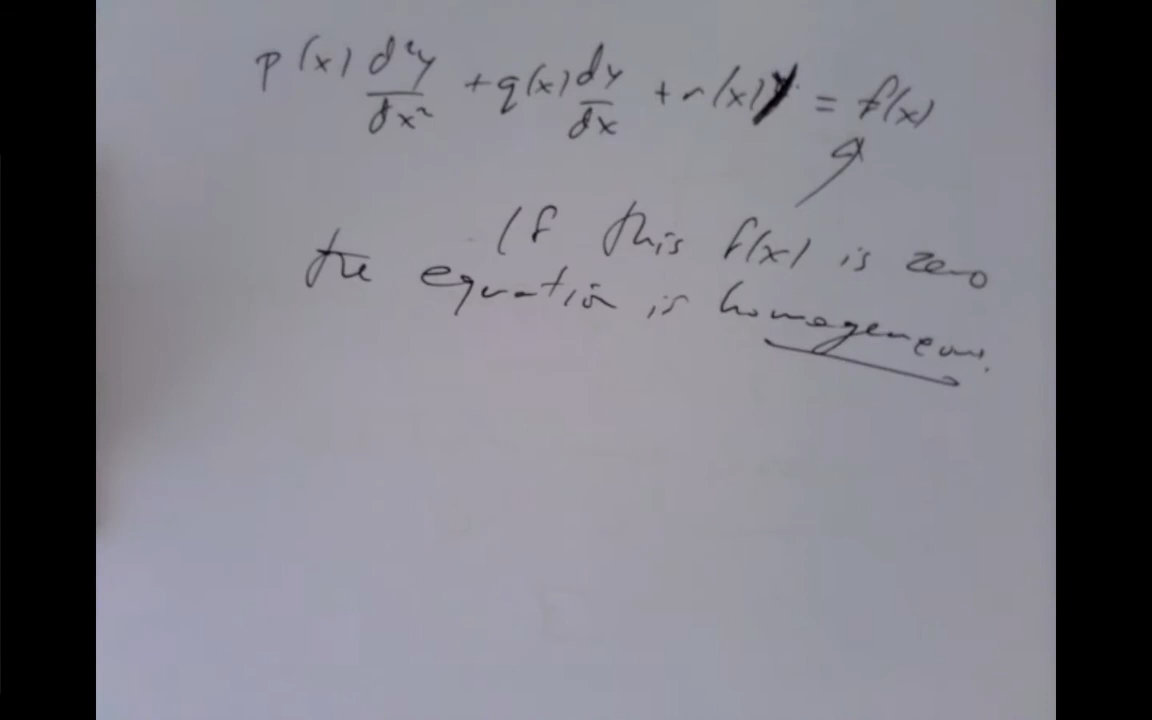 p(x) d²y/dx² + q(x) dy/dx + r(x)y = f(x)
If this f(x) is zero
the equation is homogeneous.